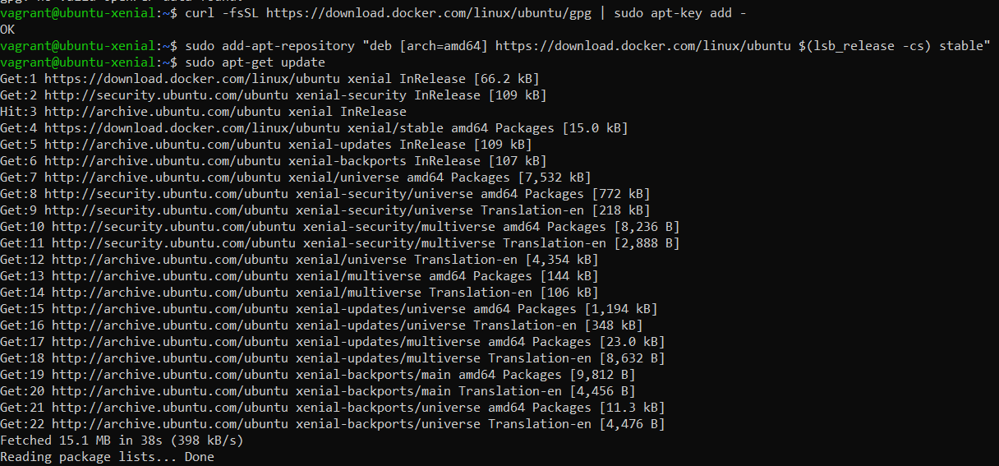 vagrant@ubuntu-xenial:~$ curl -fsSL https://download.docker.com/linux/ubuntu/gpg | sudo apt-key add -
OK
vagrant@ubuntu-xenial:~$ sudo add-apt-repository "deb [arch=amd64] https://download.docker.com/linux/ubuntu $(lsb_release -cs) stable"
vagrant@ubuntu-xenial:~$ sudo apt-get update
Get:1 https://download.docker.com/linux/ubuntu xenial InRelease [66.2 kB]
Get:2 http://security.ubuntu.com/ubuntu xenial-security InRelease [109 kB]
Hit:3 http://archive.ubuntu.com/ubuntu xenial InRelease
Get:4 https://download.docker.com/linux/ubuntu xenial/stable amd64 Packages [15.0 kB]
Get:5 http://archive.ubuntu.com/ubuntu xenial-updates InRelease [109 kB]
Get:6 http://archive.ubuntu.com/ubuntu xenial-backports InRelease [107 kB]
Get:7 http://archive.ubuntu.com/ubuntu xenial/universe amd64 Packages [7,532 kB]
Get:8 http://security.ubuntu.com/ubuntu xenial-security/universe amd64 Packages [772 kB]
Get:9 http://security.ubuntu.com/ubuntu xenial-security/universe Translation-en [218 kB]
Get:10 http://security.ubuntu.com/ubuntu xenial-security/multiverse amd64 Packages [8,236 B]
Get:11 http://security.ubuntu.com/ubuntu xenial-security/multiverse Translation-en [2,888 B]
Get:12 http://archive.ubuntu.com/ubuntu xenial/universe Translation-en [4,354 kB]
Get:13 http://archive.ubuntu.com/ubuntu xenial/multiverse amd64 Packages [144 kB]
Get:14 http://archive.ubuntu.com/ubuntu xenial/multiverse Translation-en [106 kB]
Get:15 http://archive.ubuntu.com/ubuntu xenial-updates/universe amd64 Packages [1,194 kB]
Get:16 http://archive.ubuntu.com/ubuntu xenial-updates/universe Translation-en [348 kB]
Get:17 http://archive.ubuntu.com/ubuntu xenial-updates/multiverse amd64 Packages [23.0 kB]
Get:18 http://archive.ubuntu.com/ubuntu xenial-updates/multiverse Translation-en [8,632 B]
Get:19 http://archive.ubuntu.com/ubuntu xenial-backports/main amd64 Packages [9,812 B]
Get:20 http://archive.ubuntu.com/ubuntu xenial-backports/main Translation-en [4,456 B]
Get:21 http://archive.ubuntu.com/ubuntu xenial-backports/universe amd64 Packages [11.3 kB]
Get:22 http://archive.ubuntu.com/ubuntu xenial-backports/universe Translation-en [4,476 B]
Fetched 15.1 MB in 38s (398 kB/s)
Reading package lists... Done